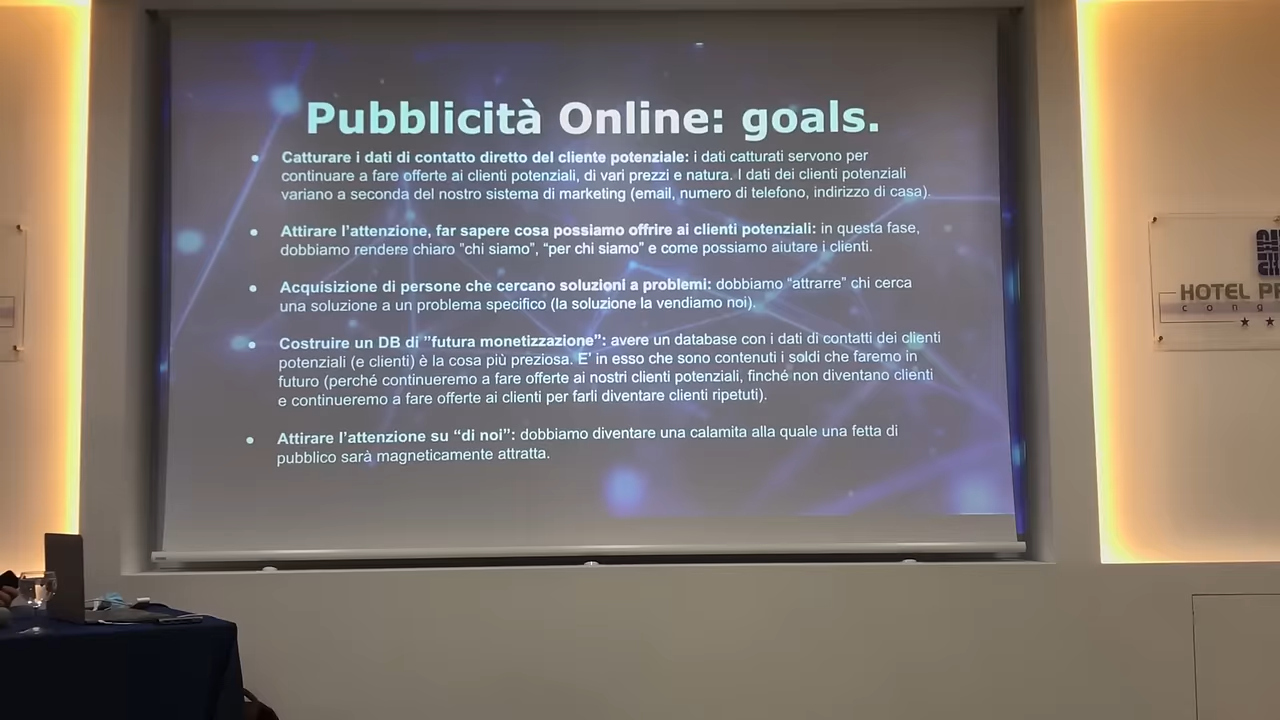 Pubblicità Online: goals.
• Catturare i dati di contatto diretto del cliente potenziale: i dati catturati servono per
continuare a fare offerte ai clienti potenziali, di vari prezzi e natura. I dati dei clienti potenziali
variano a seconda del nostro sistema di marketing (email, numero di telefono, indirizzo di casa).
• Attirare l’attenzione, far sapere cosa possiamo offrire ai clienti potenziali: in questa fase,
dobbiamo rendere chiaro ”chi siamo”, “per chi siamo” e come possiamo aiutare i clienti.
• Acquisizione di persone che cercano soluzioni a problemi: dobbiamo “attrarre” chi cerca
una soluzione a un problema specifico (la soluzione la vendiamo noi).
• Costruire un DB di ”futura monetizzazione”: avere un database con i dati di contatti dei clienti
potenziali (e clienti) è la cosa più preziosa. E’ in esso che sono contenuti i soldi che faremo in
futuro (perché continueremo a fare offerte ai nostri clienti potenziali, finché non diventano clienti
e continueremo a fare offerte ai clienti per farli diventare clienti ripetuti).
• Attirare l’attenzione su “di noi”: dobbiamo diventare una calamita alla quale una fetta di
pubblico sarà magneticamente attratta.
HOTEL